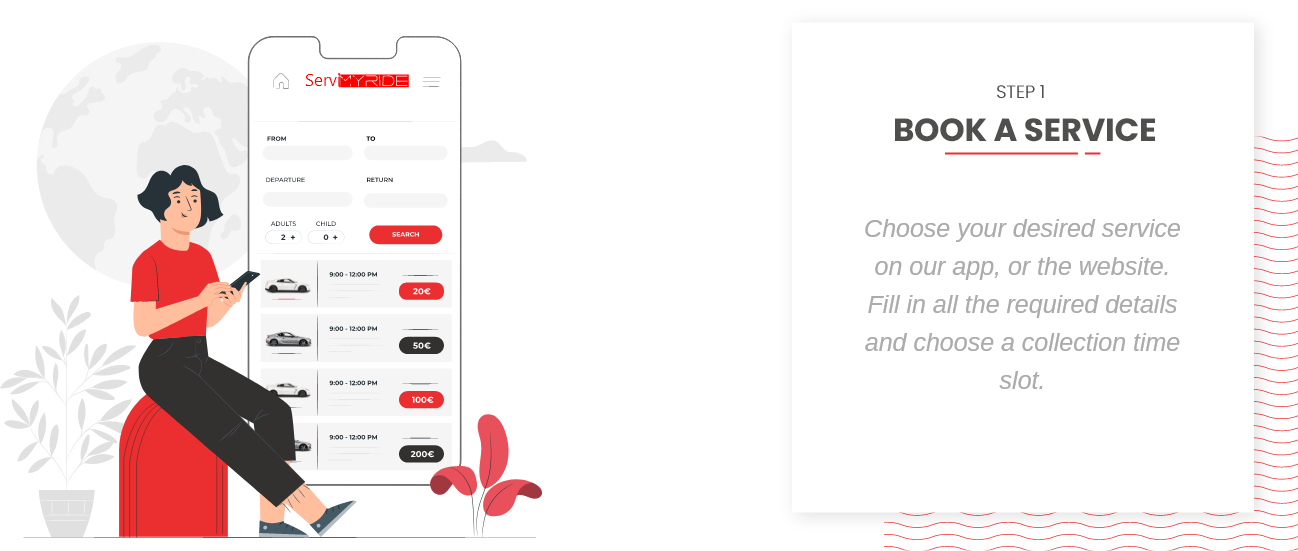 ServiMYRIDE
FROM TO
DEPARTURE RETURN
ADULTS CHILD
2 + 0 + SEARCH
9:00 - 12:00 PM
20€
9:00 - 12:00 PM
50€
9:00 - 12:00 PM
100€
9:00 - 12:00 PM
200€
STEP 1
BOOK A SERVICE
Choose your desired service
on our app, or the website.
Fill in all the required details
and choose a collection time
slot.